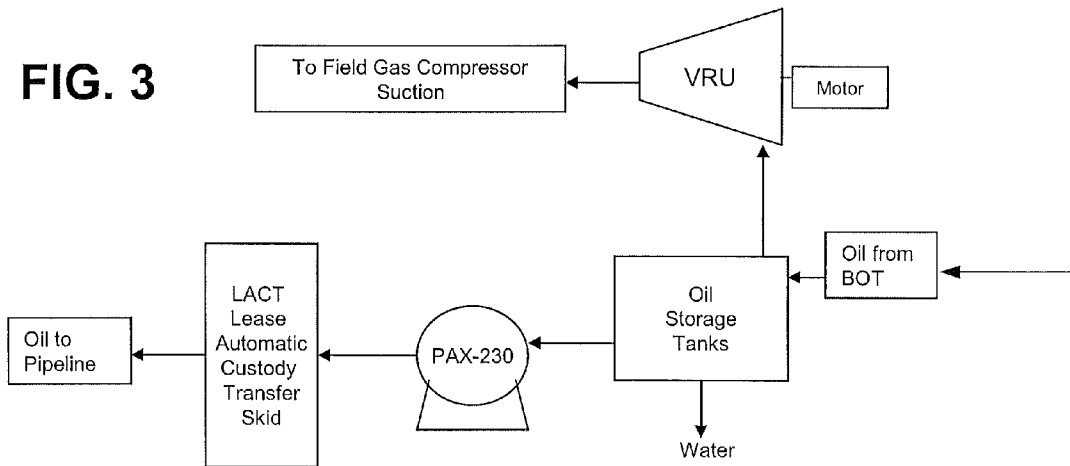 FIG. 3
To Field Gas Compressor
Suction
VRU
Motor
Oil from
BOT
Oil
Storage
Tanks
Water
PAX-230
LACT
Lease
Automatic
Custody
Transfer
Skid
Oil to
Pipeline